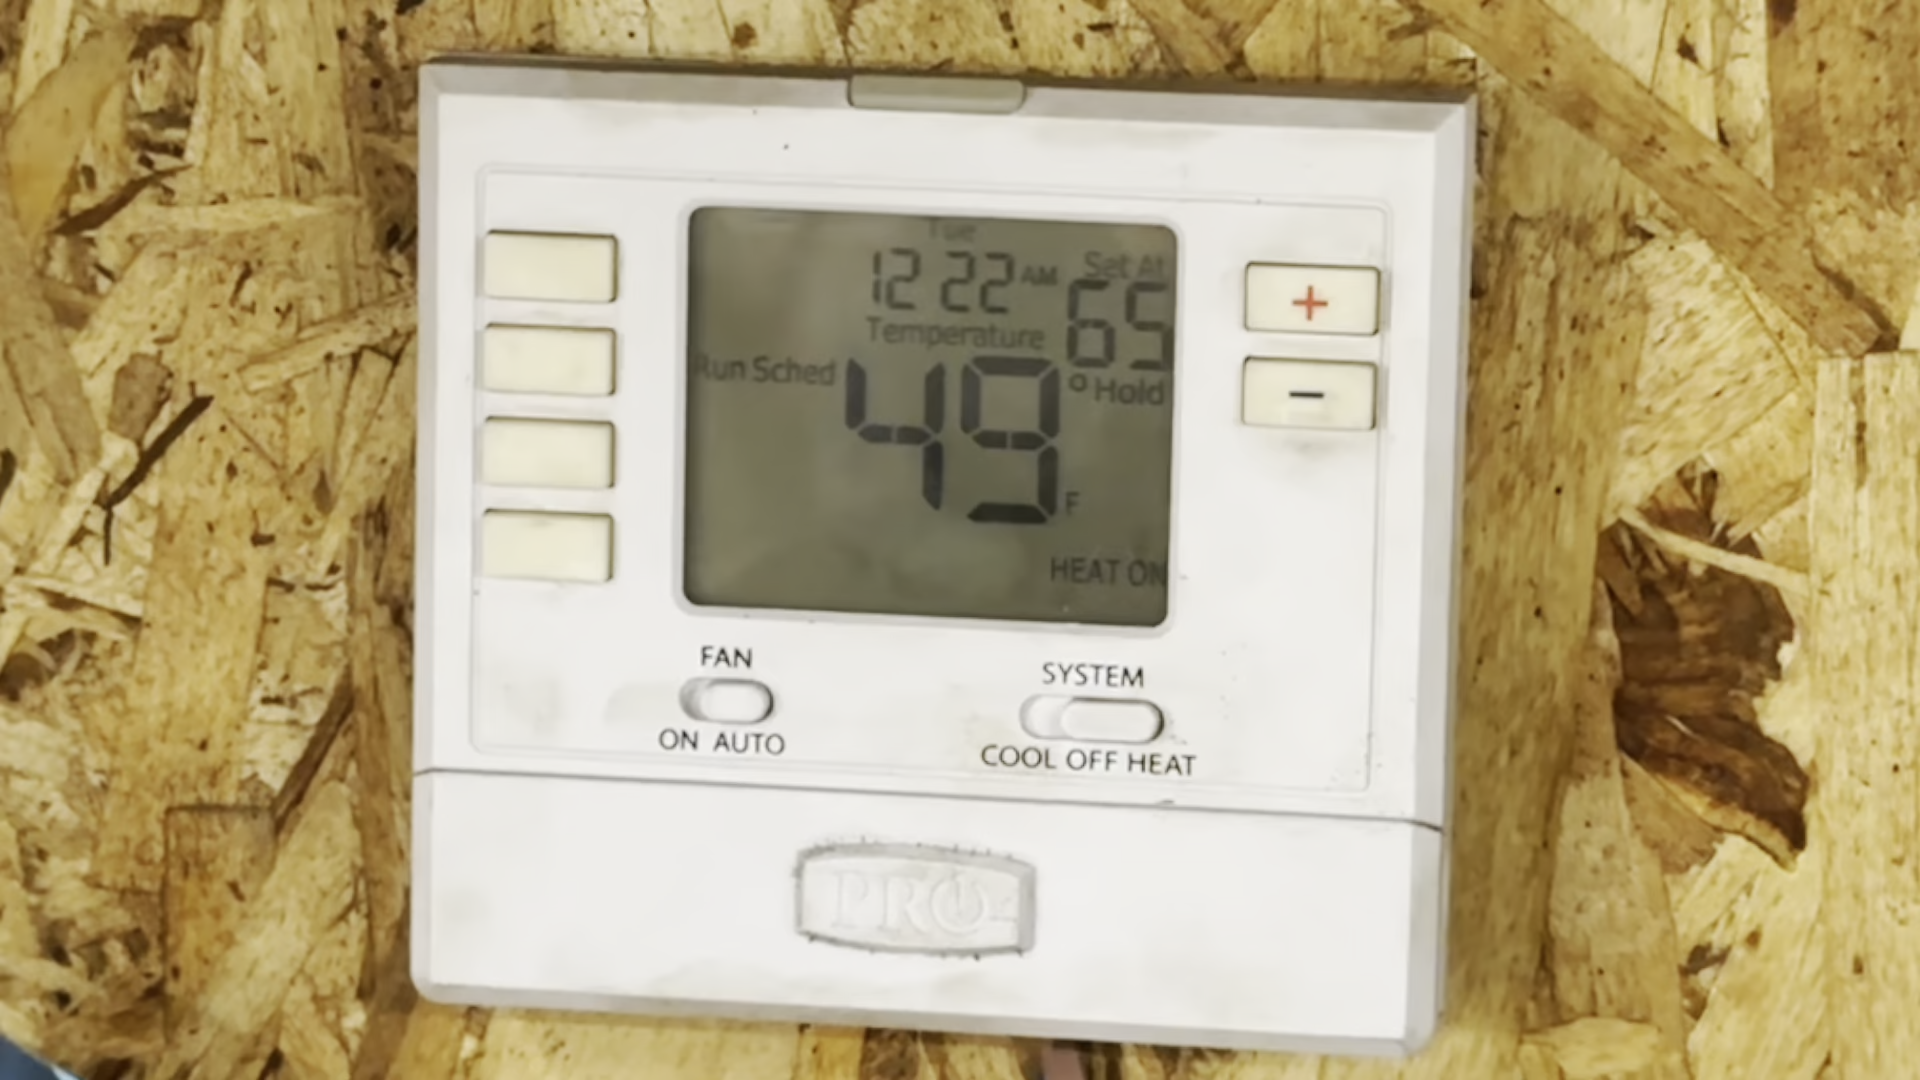 Tue
12 22 AM Set At
65
Temperature
Run Sched 49 ° Hold
F
HEAT ON
+
-
FAN
ON AUTO
SYSTEM
COOL OFF HEAT
PRO